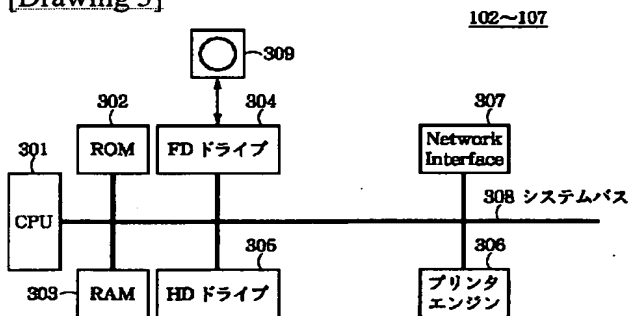 [Drawing 3]
102～107
309
302
304
307
301
ROM
FD ドライブ
Network
Interface
308 システムバス
CPU
305
306
303
RAM
HD ドライブ
プリンタ
エンジン